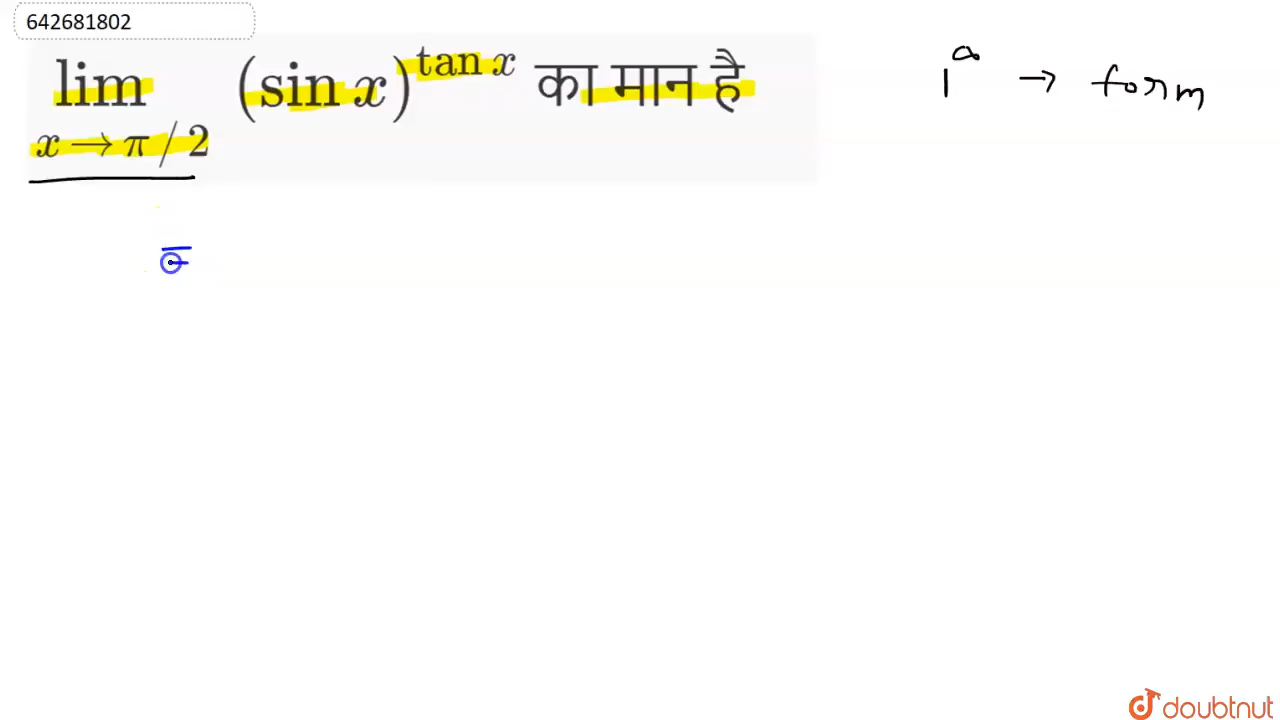 642681802
lim x → π / 2 (sin x)^tan x का मान है
1^∞ → form
=
doubtnut